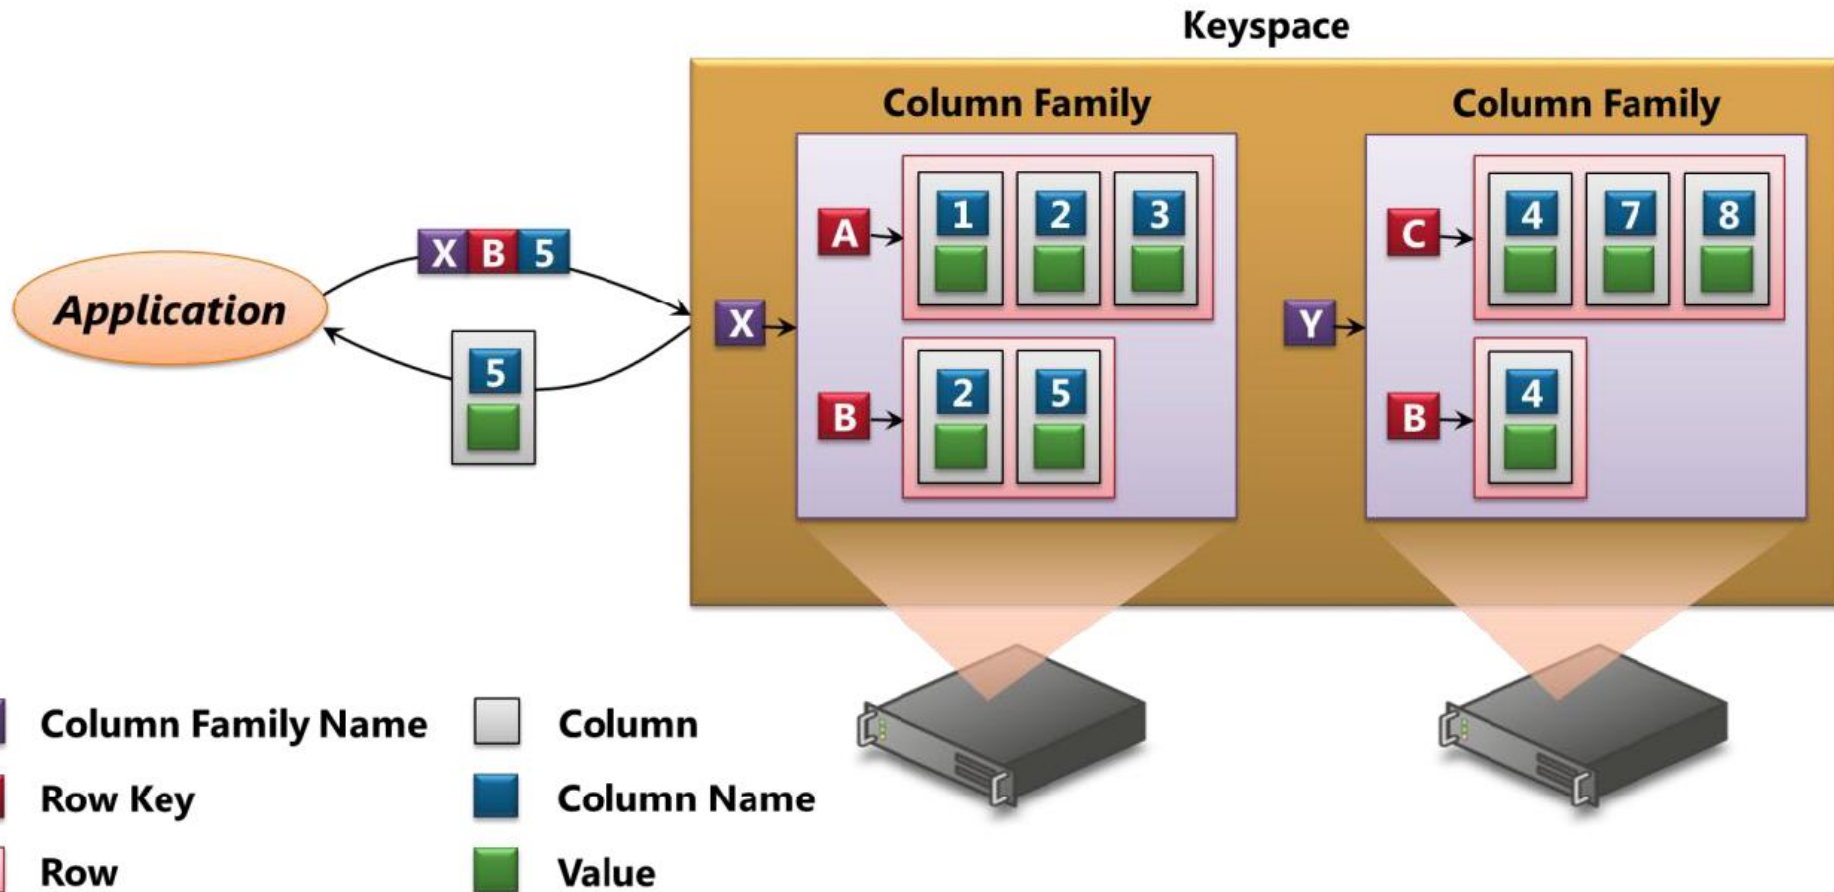 Keyspace
Column Family Column Family
A 1 2 3 C 4 7 8
X B 5
Application
X Y
5
B 2 5 B 4
Column Family Name Column
Row Key Column Name
Row Value